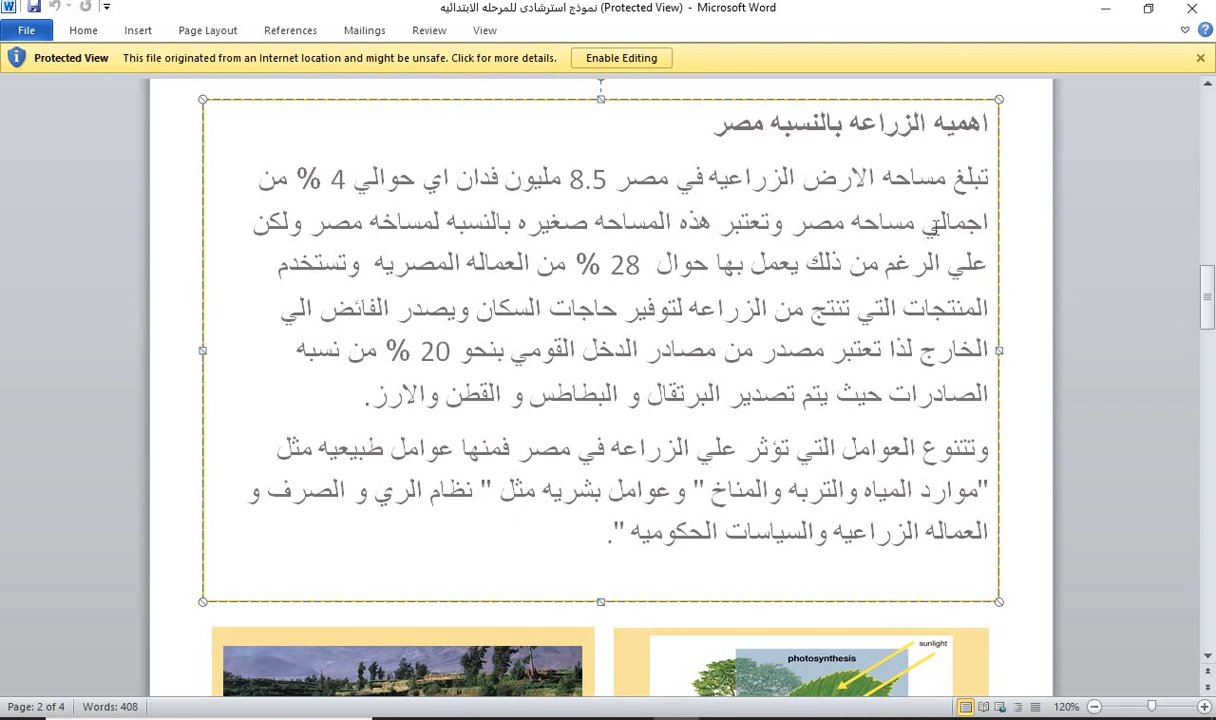 نموذج استرشادى للمرحله الابتدائيه (Protected View) - Microsoft Word
File Home Insert Page Layout References Mailings Review View
Protected View This file originated from an Internet location and might be unsafe. Click for more details. Enable Editing
اهميه الزراعه بالنسبه مصر
تبلغ مساحه الارض الزراعيه في مصر 8.5 مليون فدان اي حوالي 4 % من
اجمالي مساحه مصر وتعتبر هذه المساحه صغيره بالنسبه لمساخه مصر ولكن
علي الرغم من ذلك يعمل بها حوال 28 % من العماله المصريه وتستخدم
المنتجات التي تنتج من الزراعه لتوفير حاجات السكان ويصدر الفائض الي
الخارج لذا تعتبر مصدر من مصادر الدخل القومي بنحو 20 % من نسبه
الصادرات حيث يتم تصدير البرتقال و البطاطس و القطن والارز.
وتتنوع العوامل التي تؤثر علي الزراعه في مصر فمنها عوامل طبيعيه مثل
"موارد المياه والتربه والمناخ " وعوامل بشريه مثل " نظام الري و الصرف و
العماله الزراعيه والسياسات الحكوميه ".
sunlight
photosynthesis
Page: 2 of 4 Words: 408 120%